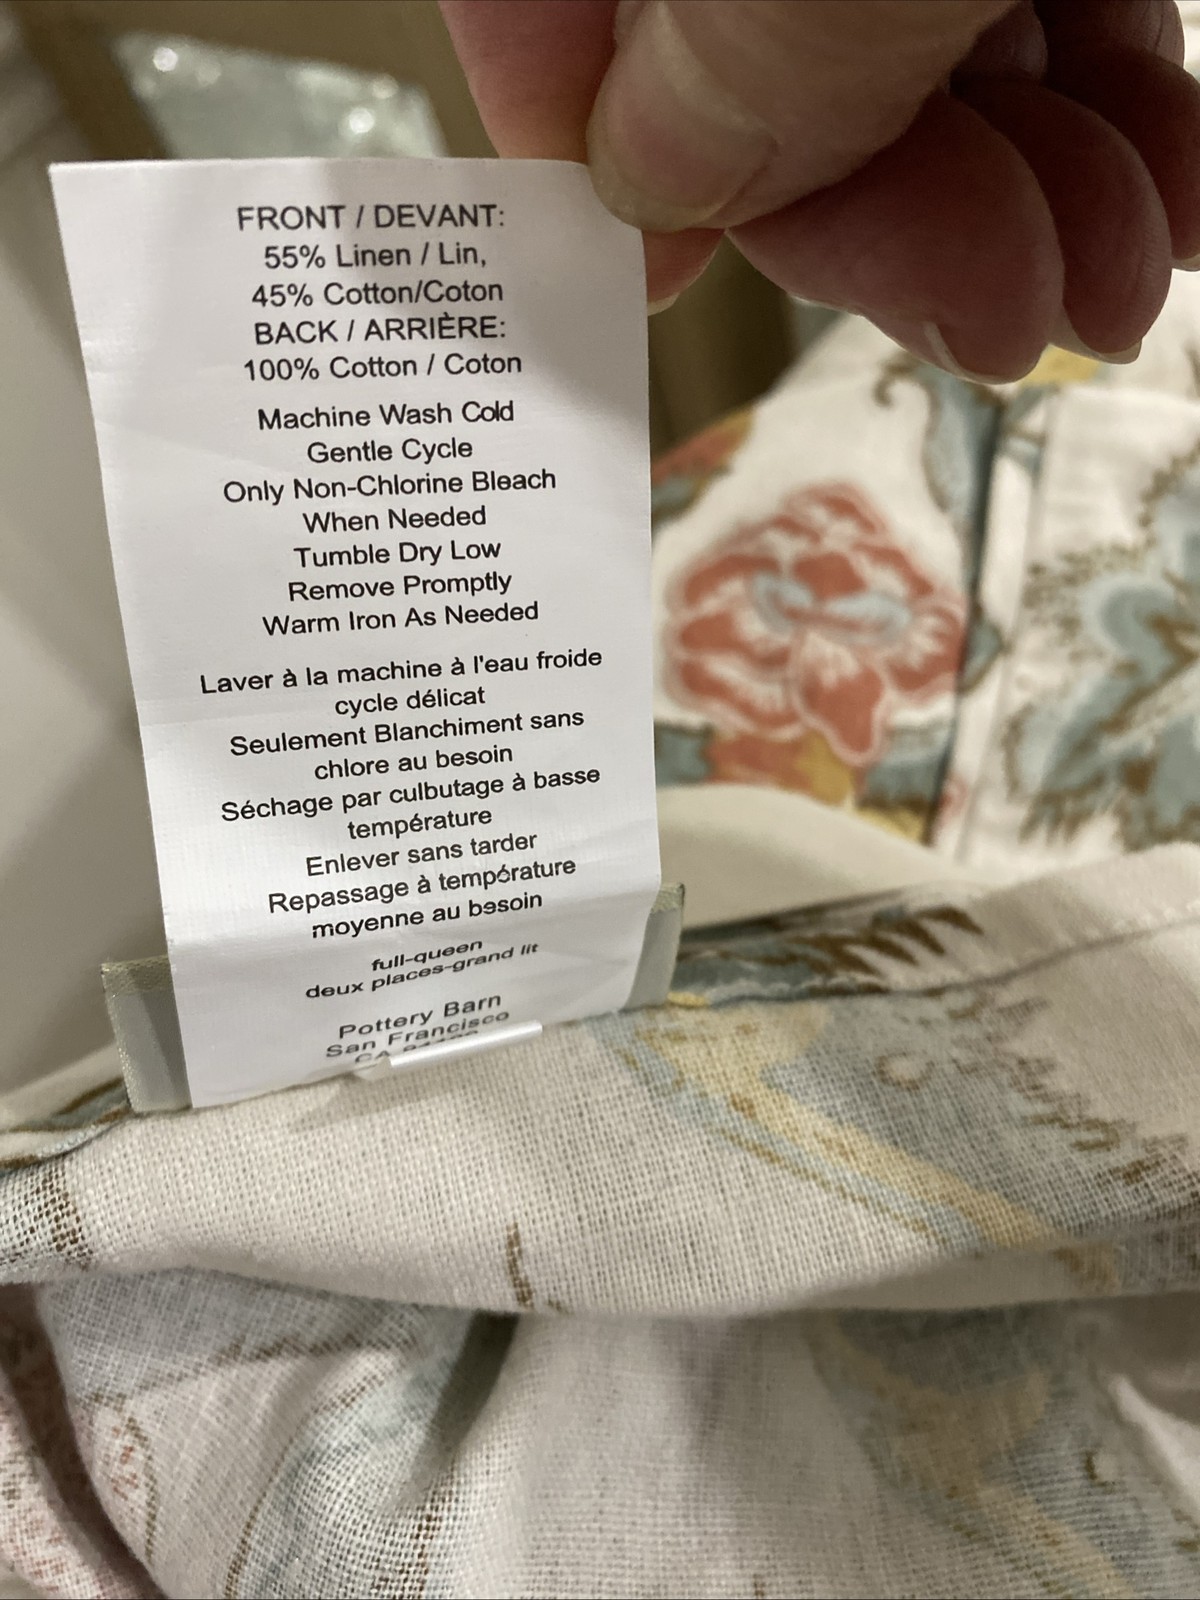 FRONT / DEVANT:
55% Linen / Lin,
45% Cotton/Coton
BACK / ARRIÈRE:
100% Cotton / Coton
Machine Wash Cold
Gentle Cycle
Only Non-Chlorine Bleach
When Needed
Tumble Dry Low
Remove Promptly
Warm Iron As Needed
Laver à la machine à l'eau froide
cycle délicat
Seulement Blanchiment sans
chlore au besoin
Séchage par culbutage à basse
température
Enlever sans tarder
Repassage à température
moyenne au besoin
full-queen
deux places-grand lit
Pottery Barn
San Francisco
CA